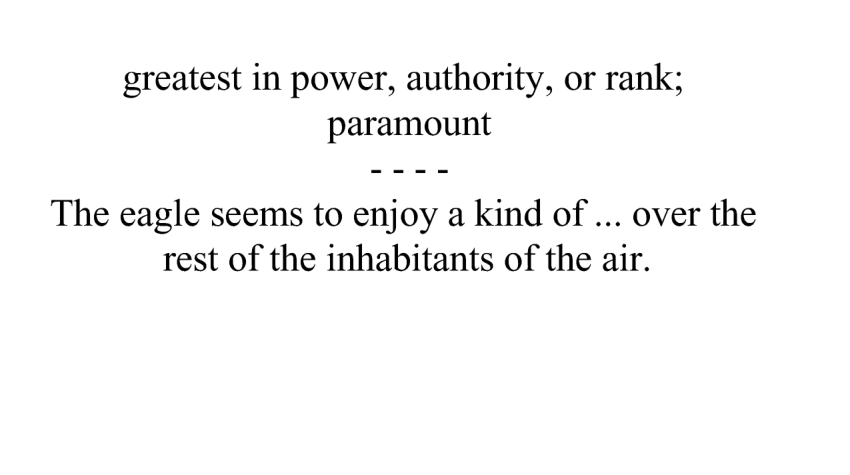 greatest in power, authority, or rank;
paramount
- - - -
The eagle seems to enjoy a kind of ... over the
rest of the inhabitants of the air.